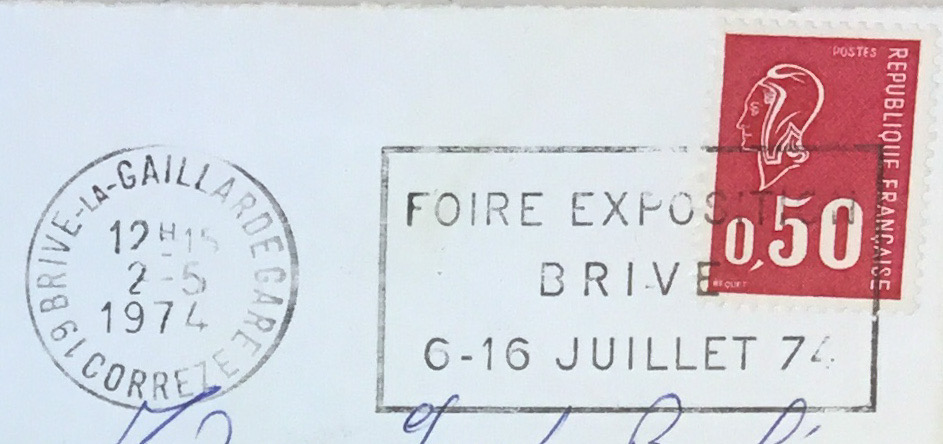 19 BRIVE-LA-GAILLARDE GARE
12H15
2-5
1974
CORREZE
FOIRE EXPOSITION
BRIVE
6-16 JUILLET 74
POSTES
REPUBLIQUE FRANÇAISE
0,50
BEQUET